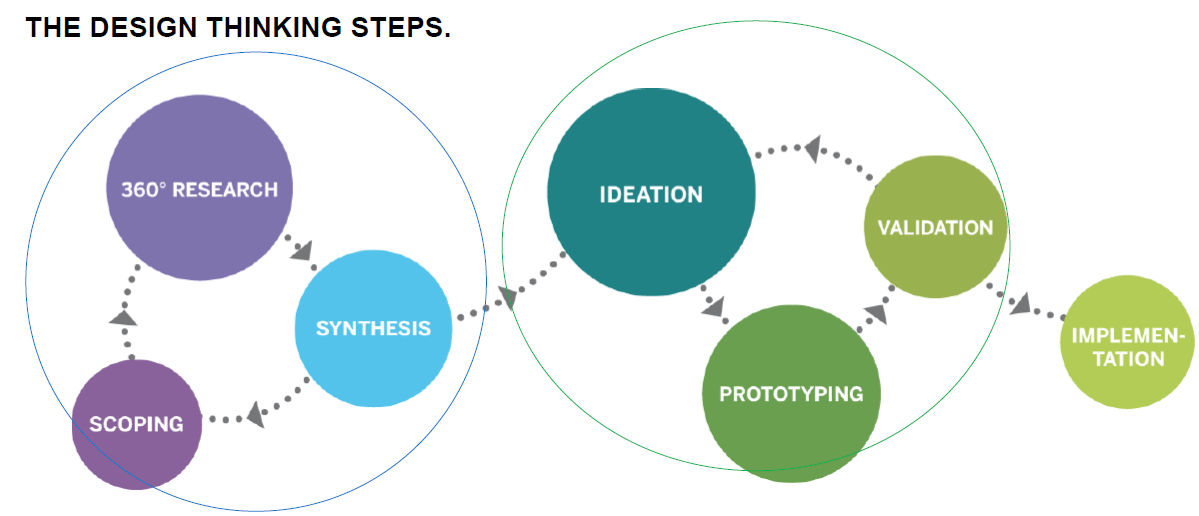 THE DESIGN THINKING STEPS.
360° RESEARCH
SYNTHESIS
SCOPING
IDEATION
PROTOTYPING
VALIDATION
IMPLEMEN-
TATION